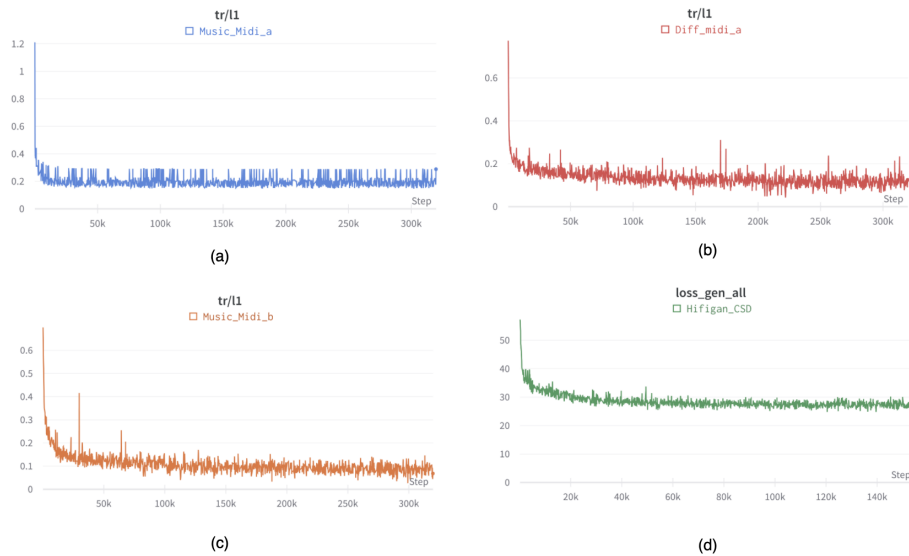 tr/l1
Music_Midi_a
1.2
1
0.8
0.6
0.4
0.2
0
Step
50k 100k 150k 200k 250k 300k
(a)
tr/l1
Diff_midi_a
0.6
0.4
0.2
0
Step
50k 100k 150k 200k 250k 300k
(b)
tr/l1
Music_Midi_b
0.6
0.5
0.4
0.3
0.2
0.1
0
Step
50k 100k 150k 200k 250k 300k
(c)
loss_gen_all
Hifigan_CSD
50
40
30
20
10
0
Step
20k 40k 60k 80k 100k 120k 140k
(d)